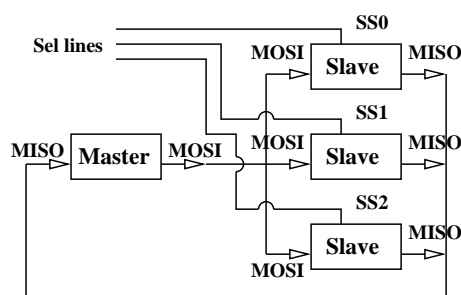 SS0
Sel lines
MOSI
MISO
Slave
SS1
MOSI
MISO
Slave
MISO
Master
MOSI
SS2
MISO
Slave
MOSI